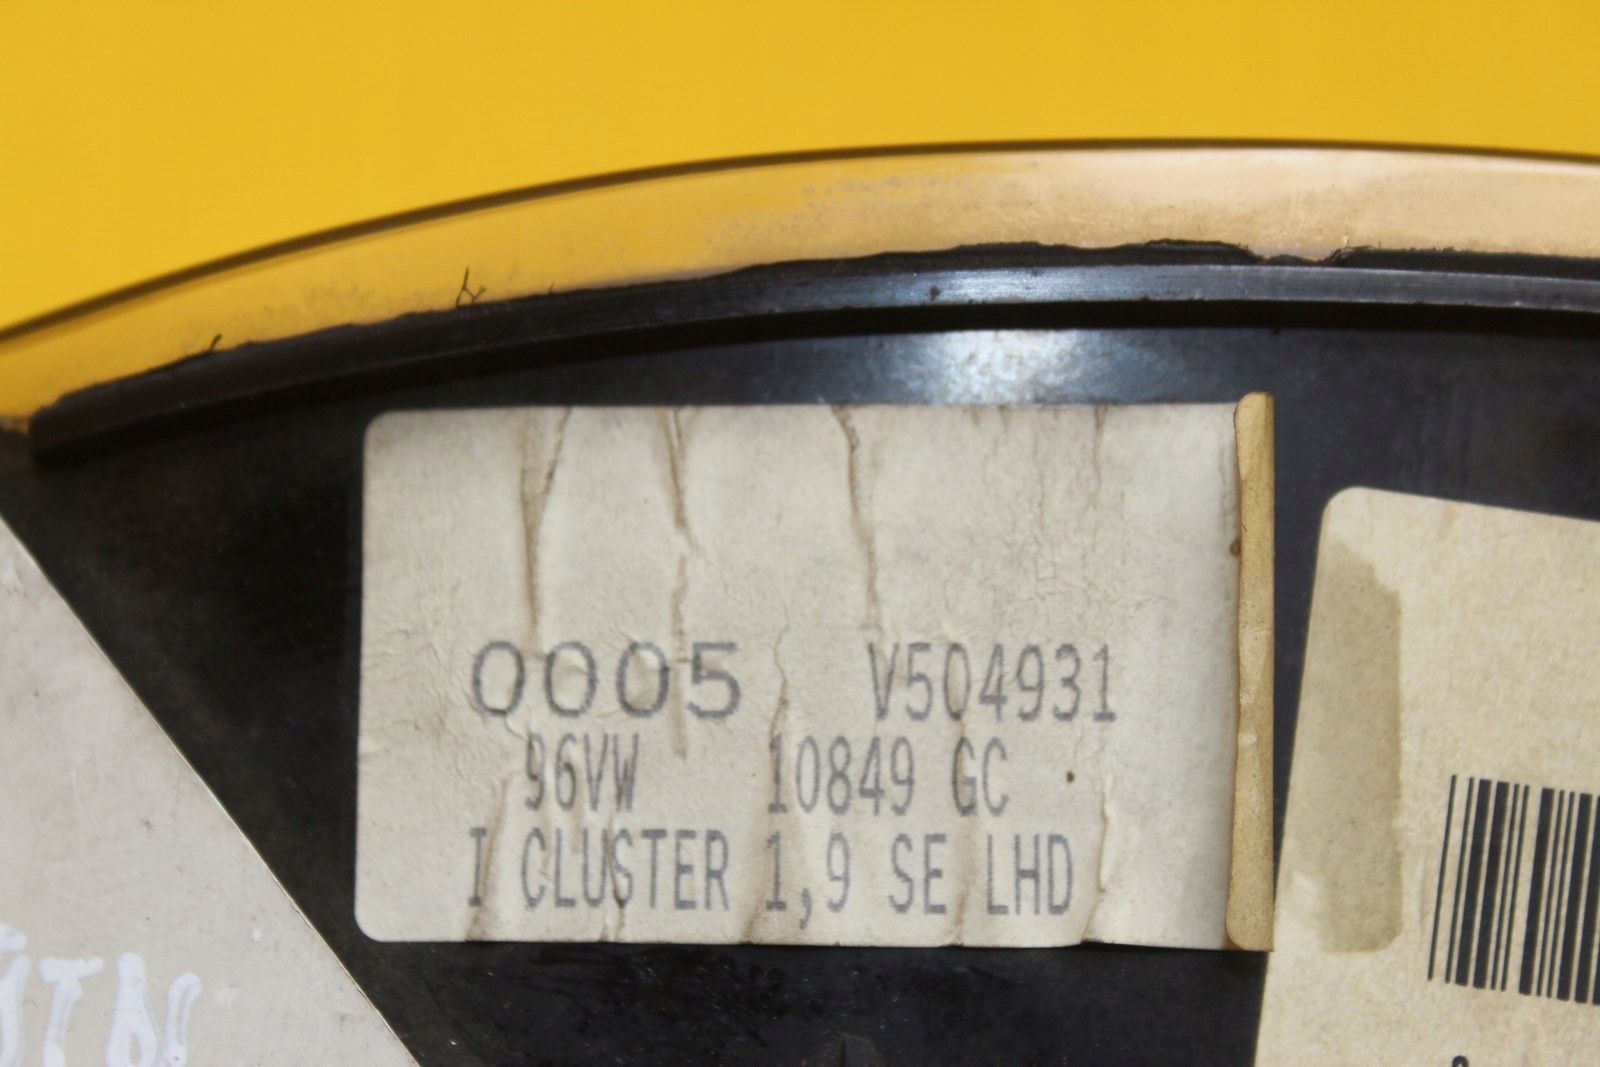 0005 V504931
96VW 10849 GC
I CLUSTER 1,9 SE LHD